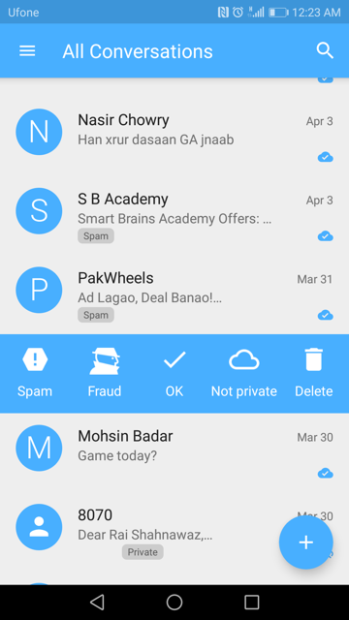 Ufone
12:23 AM
All Conversations
N
Nasir Chowry
Apr 3
Han xrur dasaan GA jnaab
S
S B Academy
Apr 3
Smart Brains Academy Offers: ...
Spam
P
PakWheels
Mar 31
Ad Lagao, Deal Banao!...
Spam
Spam
Fraud
OK
Not private
Delete
M
Mohsin Badar
Mar 30
Game today?
8070
Mar 30
Dear Rai Shahnawaz,...
Private